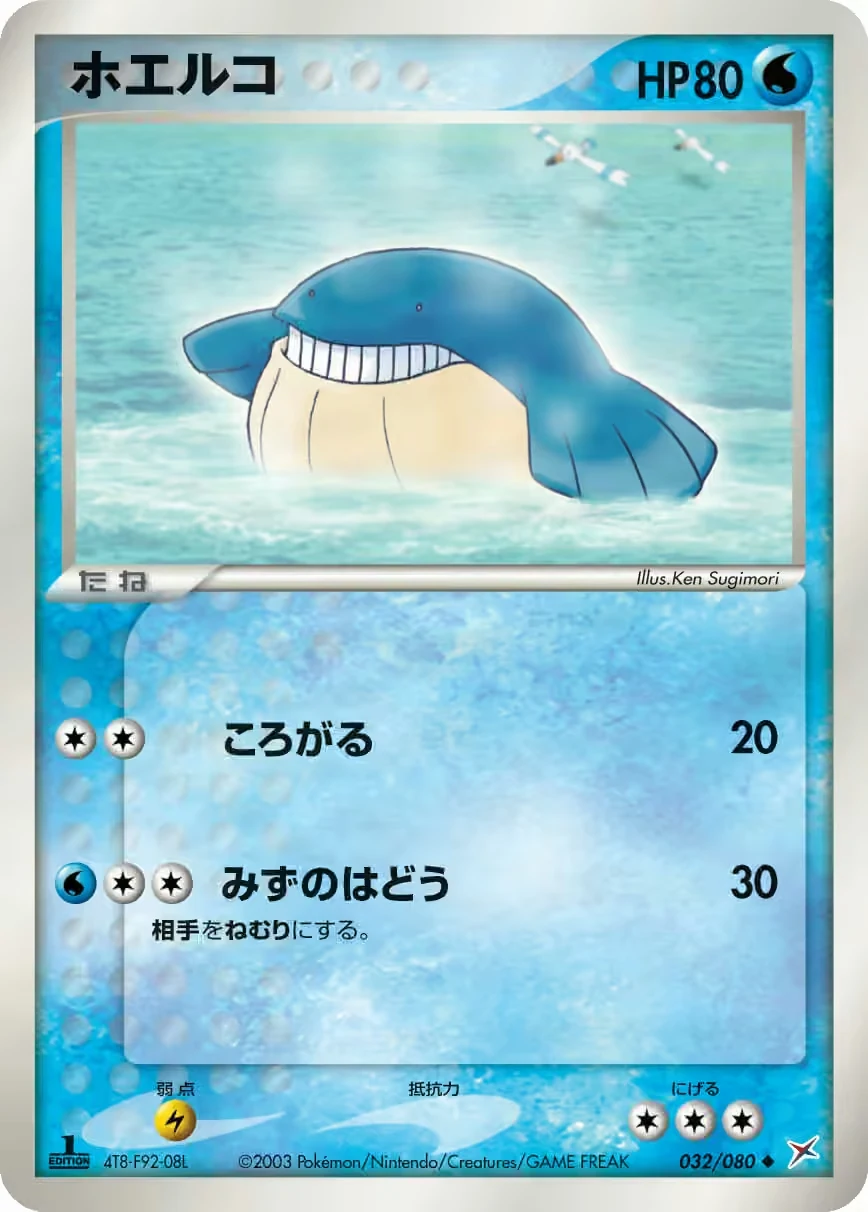 ホエルコ HP80
たね Illus.Ken Sugimori
ころがる 20
みずのはどう 30
相手をねむりにする。
弱点 抵抗力 にげる
1 EDITION 4T8-F92-08L ©2003 Pokémon/Nintendo/Creatures/GAME FREAK 032/080 ◆